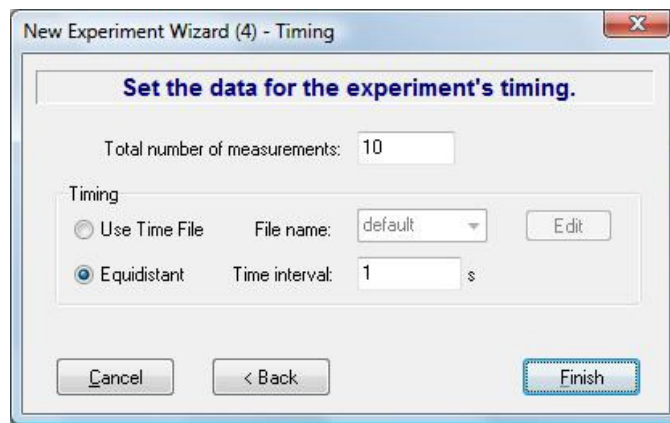 New Experiment Wizard (4) - Timing
Set the data for the experiment's timing.
Total number of measurements: 10
Timing
Use Time File File name: default Edit
Equidistant Time interval: 1 s
Cancel < Back Finish